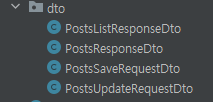 dto
PostsListResponseDto
PostsResponseDto
PostsSaveRequestDto
PostsUpdateRequestDto